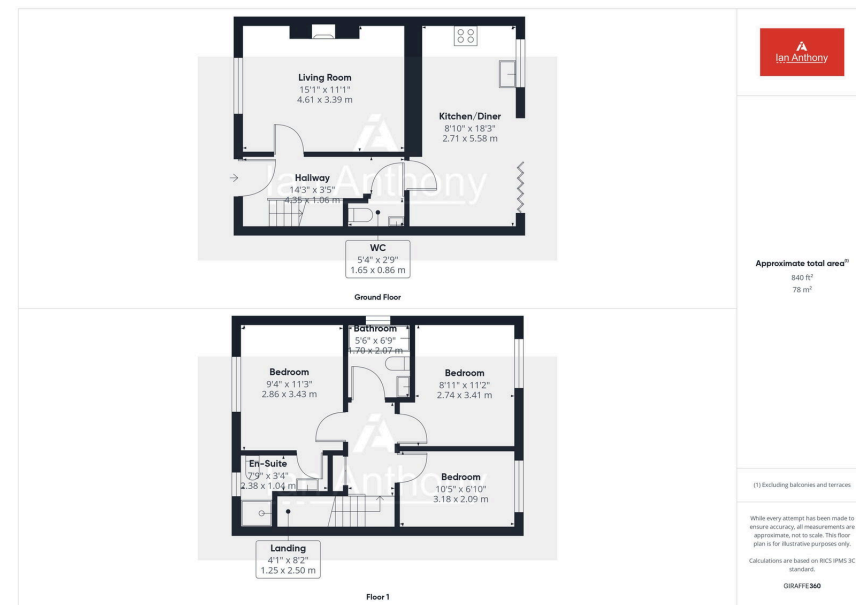 Living Room
15'1" x 11'1"
4.61 x 3.39 m
Kitchen/Diner
8'10" x 18'3"
2.71 x 5.58 m
Hallway
14'3" x 3'5"
4.35 x 1.06 m
WC
5'4" x 2'9"
1.65 x 0.86 m
Ian Anthony
Ground Floor
Bathroom
5'6" x 6'9"
1.70 x 2.07 m
Bedroom
9'4" x 11'3"
2.86 x 3.43 m
Bedroom
8'11" x 11'2"
2.74 x 3.41 m
En-Suite
7'9" x 3'4"
2.38 x 1.04 m
Bedroom
10'5" x 6'10"
3.18 x 2.09 m
Landing
4'1" x 8'2"
1.25 x 2.50 m
Ian Anthony
Floor 1
Ian Anthony
Approximate total area(1)
840 ft²
78 m²
(1) Excluding balconies and terraces
While every attempt has been made to
ensure accuracy, all measurements are
approximate, not to scale. This floor
plan is for illustrative purposes only.
Calculations are based on RICS IPMS 3C
standard.
GIRAFFE360